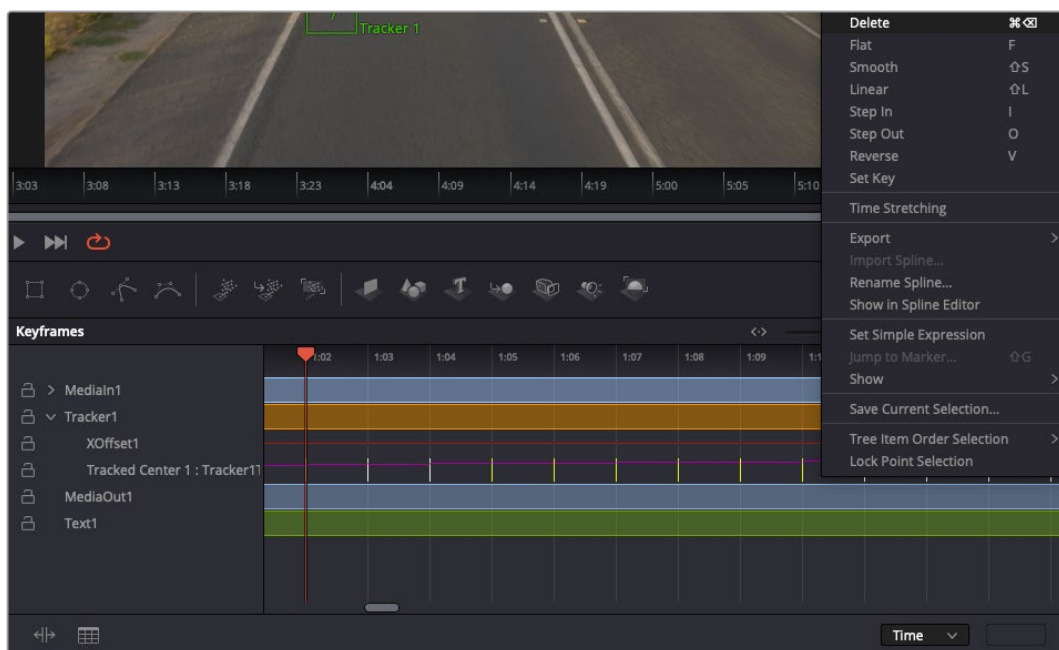 Tracker 1
Delete ⌘⌫
Flat F
Smooth ⇧S
Linear ⇧L
Step In I
Step Out O
Reverse V
Set Key
Time Stretching
Export
Import Spline...
Rename Spline...
Show in Spline Editor
Set Simple Expression
Jump to Marker... ⇧G
Show
Save Current Selection...
Tree Item Order Selection
Lock Point Selection
3:03 3:08 3:13 3:18 3:23 4:04 4:09 4:14 4:19 5:00 5:05 5:10
Keyframes
1:02 1:03 1:04 1:05 1:06 1:07 1:08 1:09
MediaIn1
Tracker1
XOffset1
Tracked Center 1 : Tracker1
MediaOut1
Text1
Time